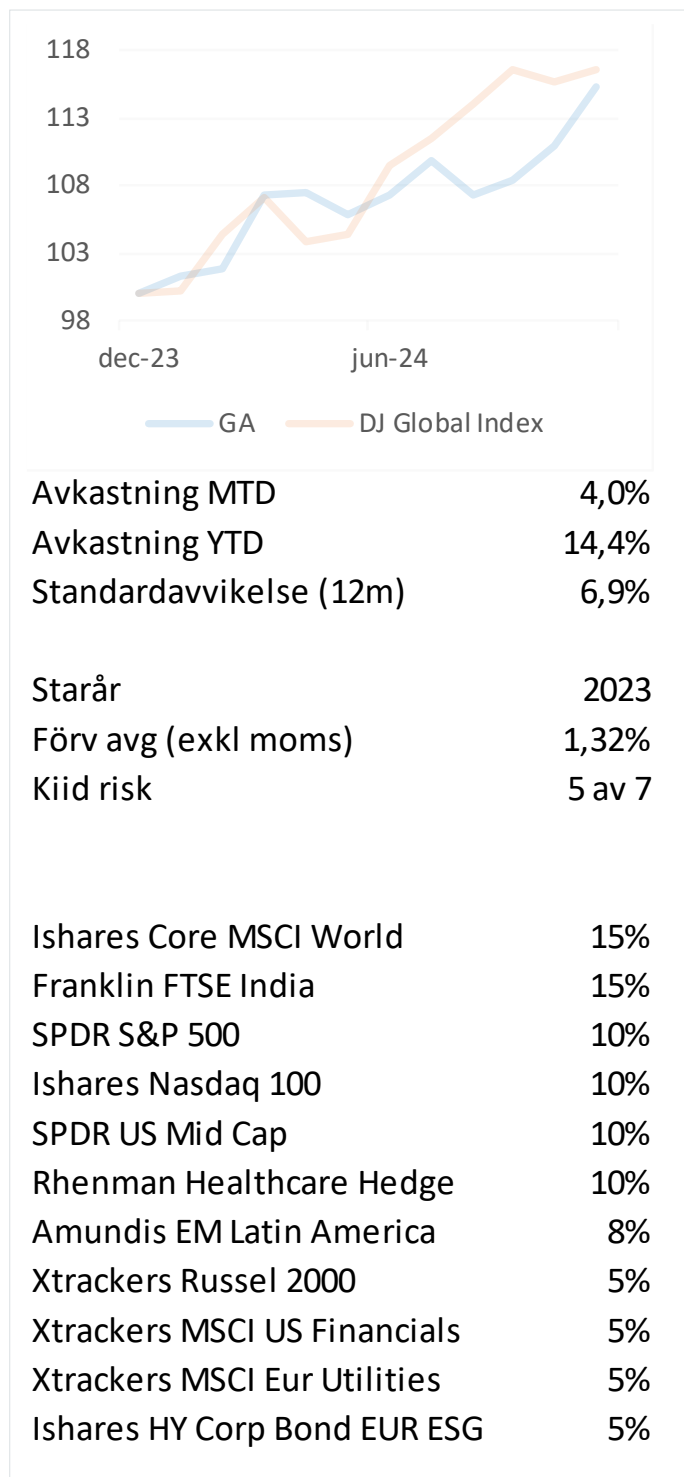 118
113
108
103
98
dec-23 jun-24
GA DJ Global Index
Avkastning MTD 4,0%
Avkastning YTD 14,4%
Standardavvikelse (12m) 6,9%
Starår 2023
Förv avg (exkl moms) 1,32%
Kiid risk 5 av 7
Ishares Core MSCI World 15%
Franklin FTSE India 15%
SPDR S&P 500 10%
Ishares Nasdaq 100 10%
SPDR US Mid Cap 10%
Rhenman Healthcare Hedge 10%
Amundis EM Latin America 8%
Xtrackers Russel 2000 5%
Xtrackers MSCI US Financials 5%
Xtrackers MSCI Eur Utilities 5%
Ishares HY Corp Bond EUR ESG 5%